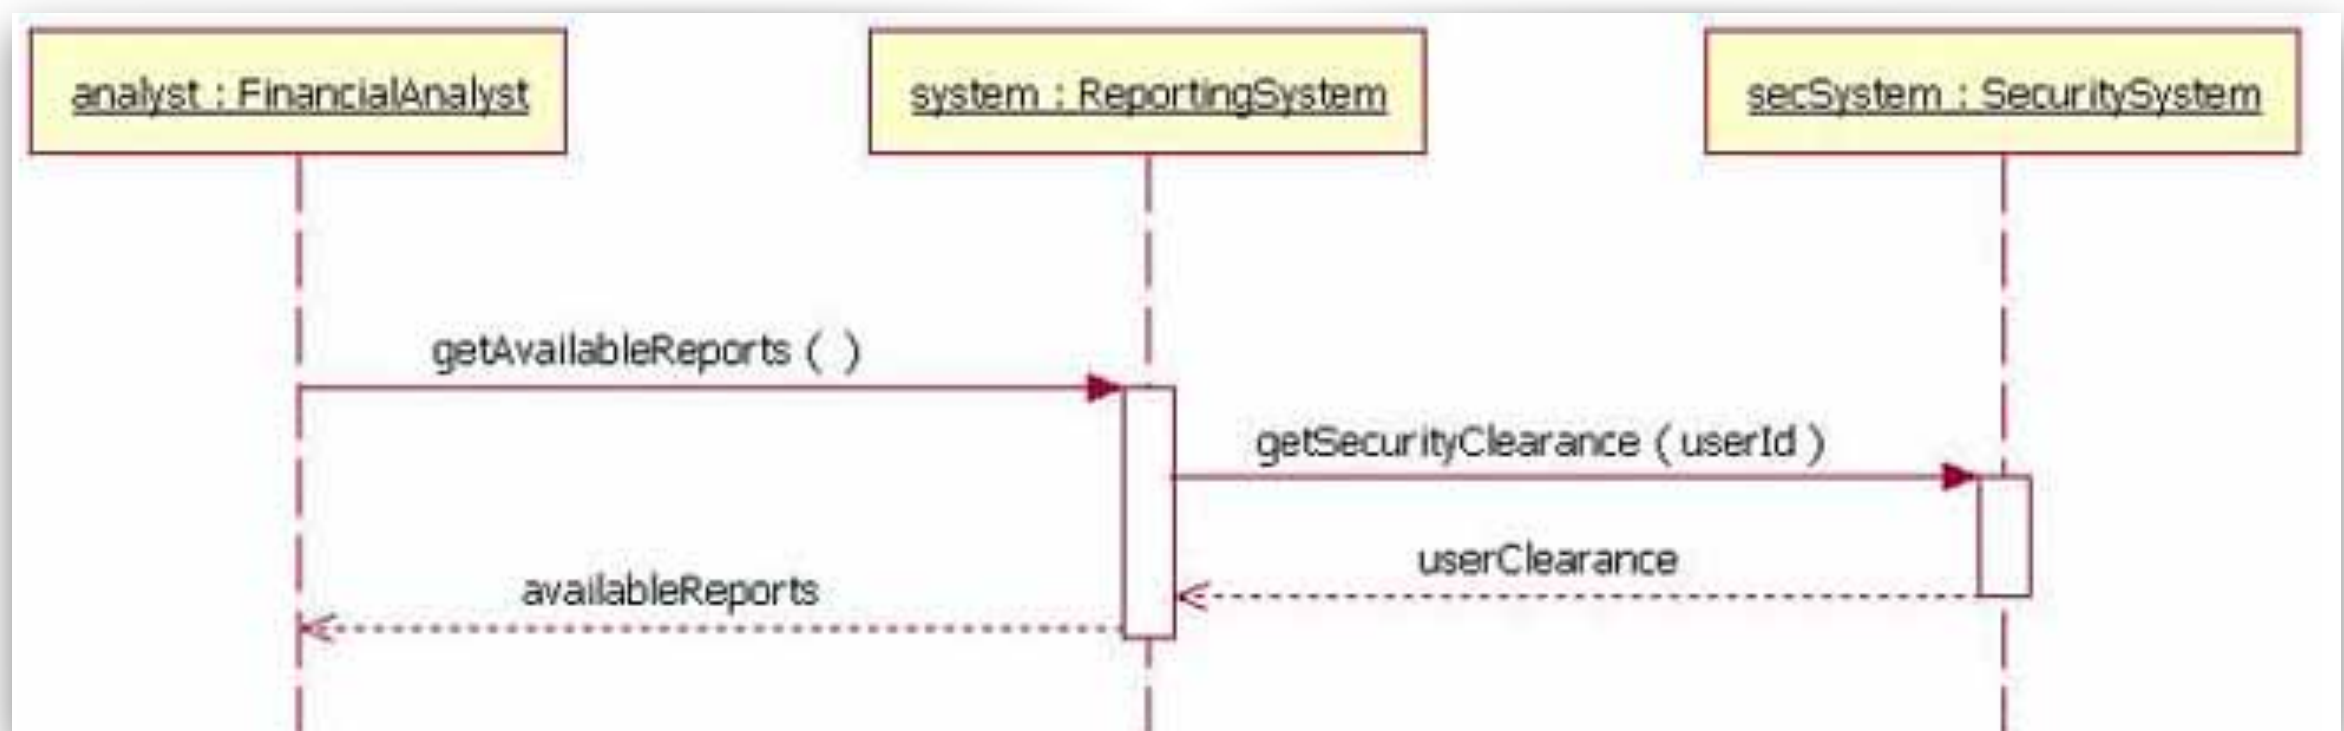 analyst : FinancialAnalyst
system : ReportingSystem
secSystem : SecuritySystem
getAvailableReports ( )
getSecurityClearance ( userId )
userClearance
availableReports